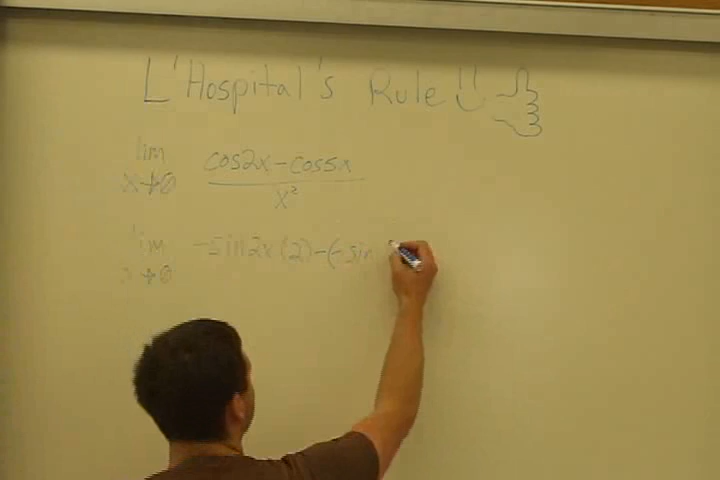 L'Hospital's Rule
lim x→0 cos2x - cos5x / x²
lim x→0 -sin2x(2)-(-sin